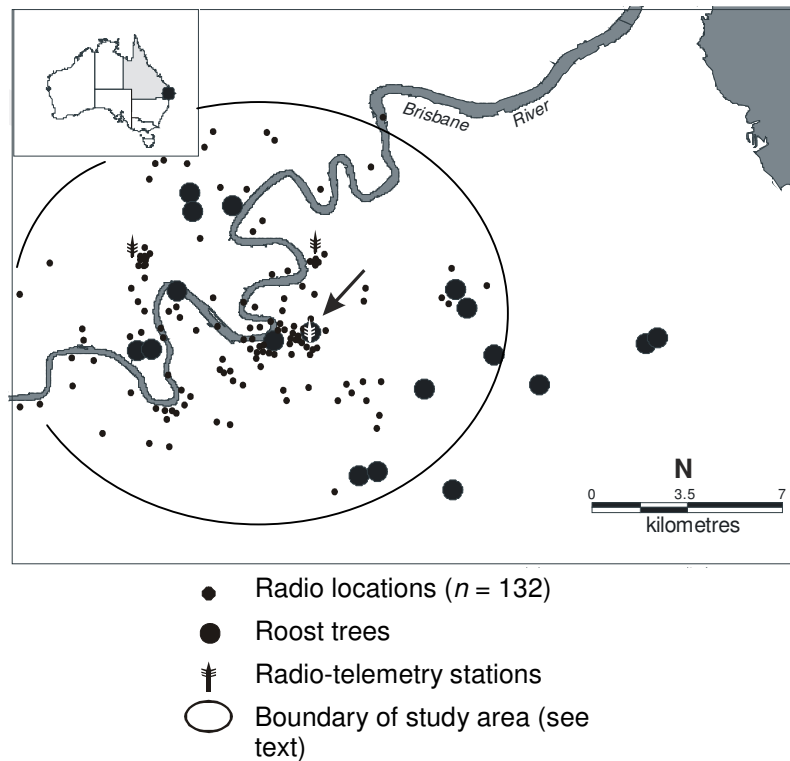 Brisbane
River
N
0 3.5 7
kilometres
Radio locations (n = 132)
Roost trees
Radio-telemetry stations
Boundary of study area (see
text)